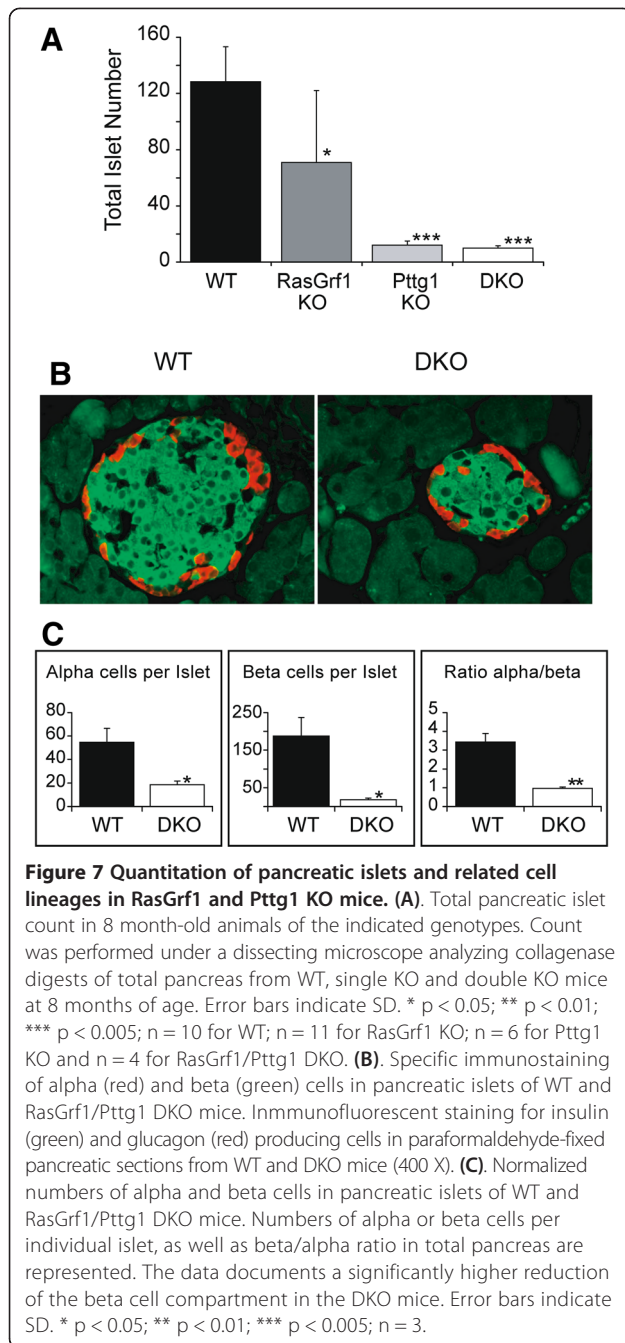 A
160
120
80
40
0
Total Islet Number
*
***
***
WT
RasGrf1
KO
Pttg1
KO
DKO
WT
DKO
B
C
Alpha cells per Islet
80
60
40
20
0
*
WT
DKO
Beta cells per Islet
250
150
50
*
WT
DKO
Ratio alpha/beta
5
4
3
2
1
0
**
WT
DKO
Figure 7 Quantitation of pancreatic islets and related cell
lineages in RasGrf1 and Pttg1 KO mice. (A). Total pancreatic islet
count in 8 month-old animals of the indicated genotypes. Count
was performed under a dissecting microscope analyzing collagenase
digests of total pancreas from WT, single KO and double KO mice
at 8 months of age. Error bars indicate SD. * p < 0.05; ** p < 0.01;
*** p < 0.005; n = 10 for WT; n = 11 for RasGrf1 KO; n = 6 for Pttg1
KO and n = 4 for RasGrf1/Pttg1 DKO. (B). Specific immunostaining
of alpha (red) and beta (green) cells in pancreatic islets of WT and
RasGrf1/Pttg1 DKO mice. Inmmunofluorescent staining for insulin
(green) and glucagon (red) producing cells in paraformaldehyde-fixed
pancreatic sections from WT and DKO mice (400 X). (C). Normalized
numbers of alpha and beta cells in pancreatic islets of WT and
RasGrf1/Pttg1 DKO mice. Numbers of alpha or beta cells per
individual islet, as well as beta/alpha ratio in total pancreas are
represented. The data documents a significantly higher reduction
of the beta cell compartment in the DKO mice. Error bars indicate
SD. * p < 0.05; ** p < 0.01; *** p < 0.005; n = 3.